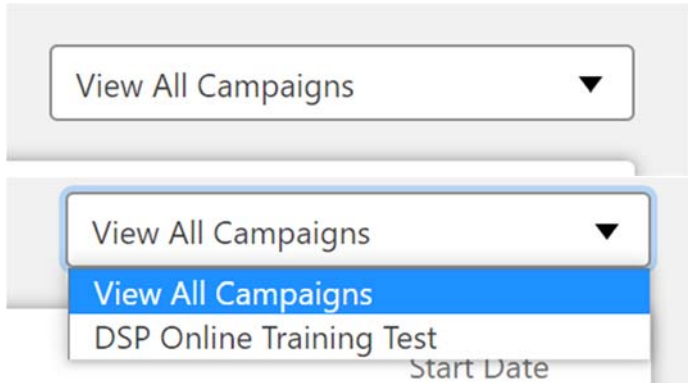 View All Campaigns
View All Campaigns
View All Campaigns
DSP Online Training Test
Start Date